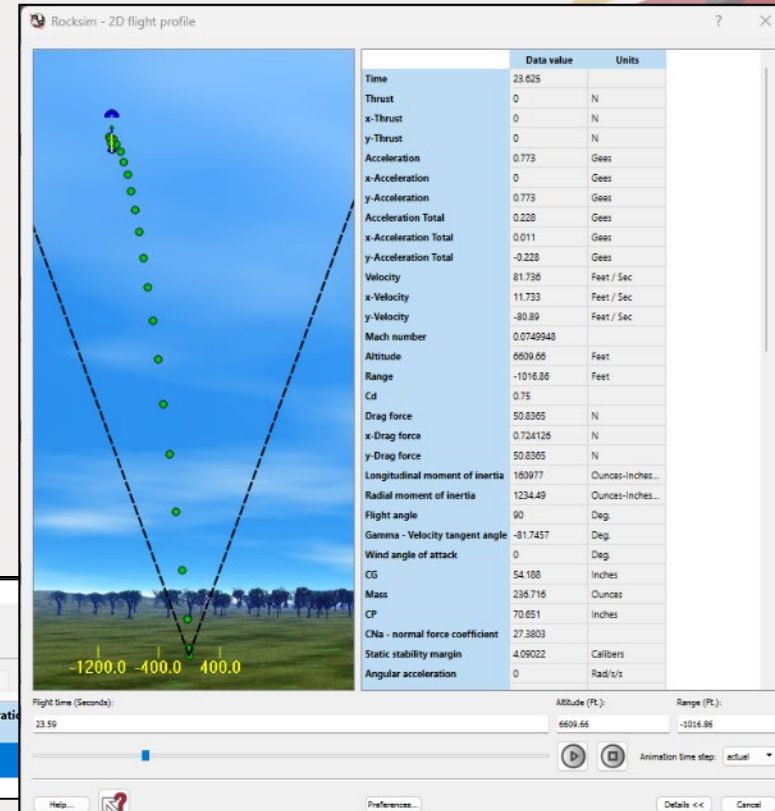 Rocksim - 2D flight profile ? ×
Data value Units
Time 23.625
Thrust 0 N
x-Thrust 0 N
y-Thrust 0 N
Acceleration 0.773 Gees
x-Acceleration 0 Gees
y-Acceleration 0.773 Gees
Acceleration Total 0.228 Gees
x-Acceleration Total 0.011 Gees
y-Acceleration Total -0.228 Gees
Velocity 81.736 Feet / Sec
x-Velocity 11.733 Feet / Sec
y-Velocity -80.89 Feet / Sec
Mach number 0.0749948
Altitude 6609.66 Feet
Range -1016.86 Feet
Cd 0.75
Drag force 50.8365 N
x-Drag force 0.724126 N
y-Drag force 50.8365 N
Longitudinal moment of inertia 160977 Ounces-Inches...
Radial moment of inertia 1234.49 Ounces-Inches...
Flight angle 90 Deg.
Gamma - Velocity tangent angle -81.7457 Deg.
Wind angle of attack 0 Deg.
CG 54.188 Inches
Mass 236.716 Ounces
CP 70.651 Inches
CNa - normal force coefficient 27.3803
Static stability margin 4.09022 Calibers
Angular acceleration 0 Rad/s/s
-1200.0 -400.0 400.0
Flight time (Seconds): Altitude (Ft.): Range (Ft.):
23.59 6609.66 -1016.86
Animation time step: actual
Help... Preferences... Details << Cancel